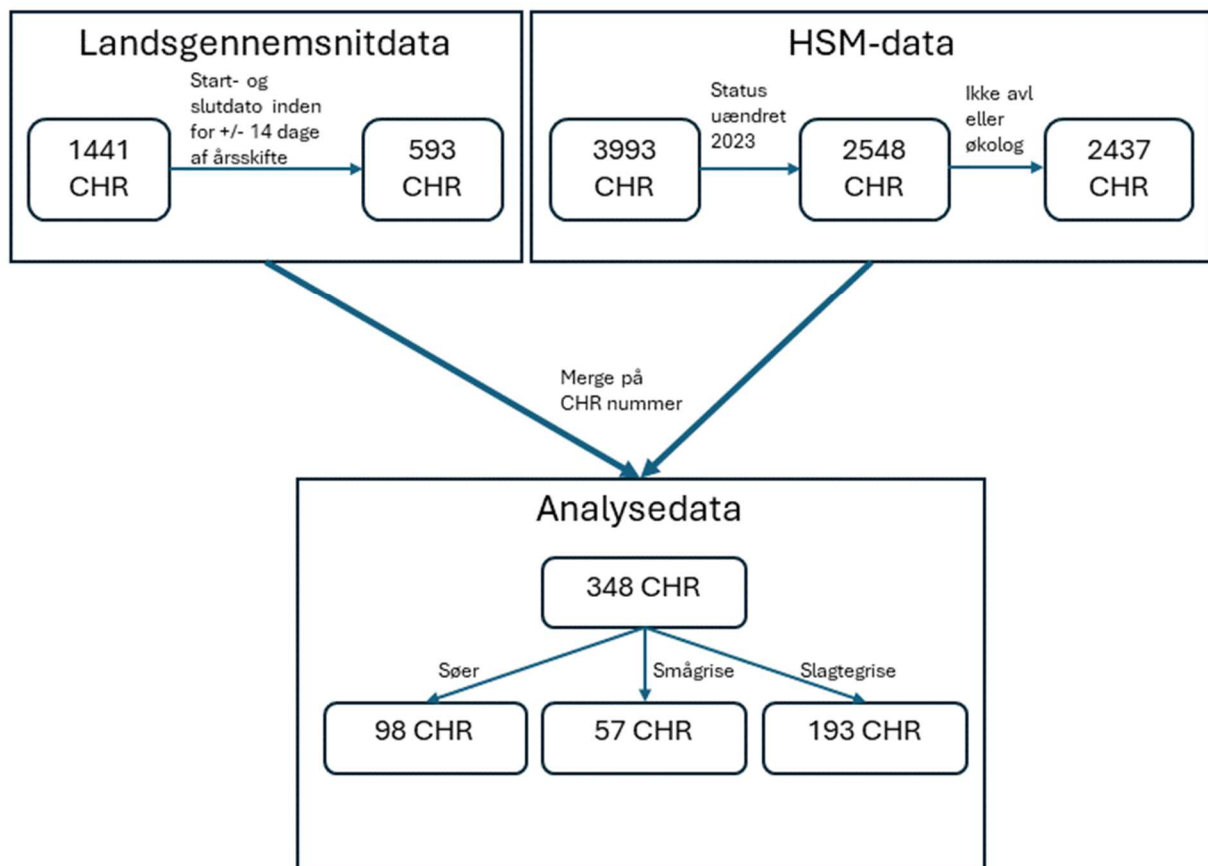 Landsgennemsnitdata
Start- og
slutdato inden
for +/- 14 dage
af årsskifte
1441
CHR
593
CHR
HSM-data
Status
uændret
2023
Ikke avl
eller
økolog
3993
CHR
2548
CHR
2437
CHR
Merge på
CHR nummer
Analysedata
348 CHR
Søer
Smågrise
Slagtegrise
98 CHR
57 CHR
193 CHR